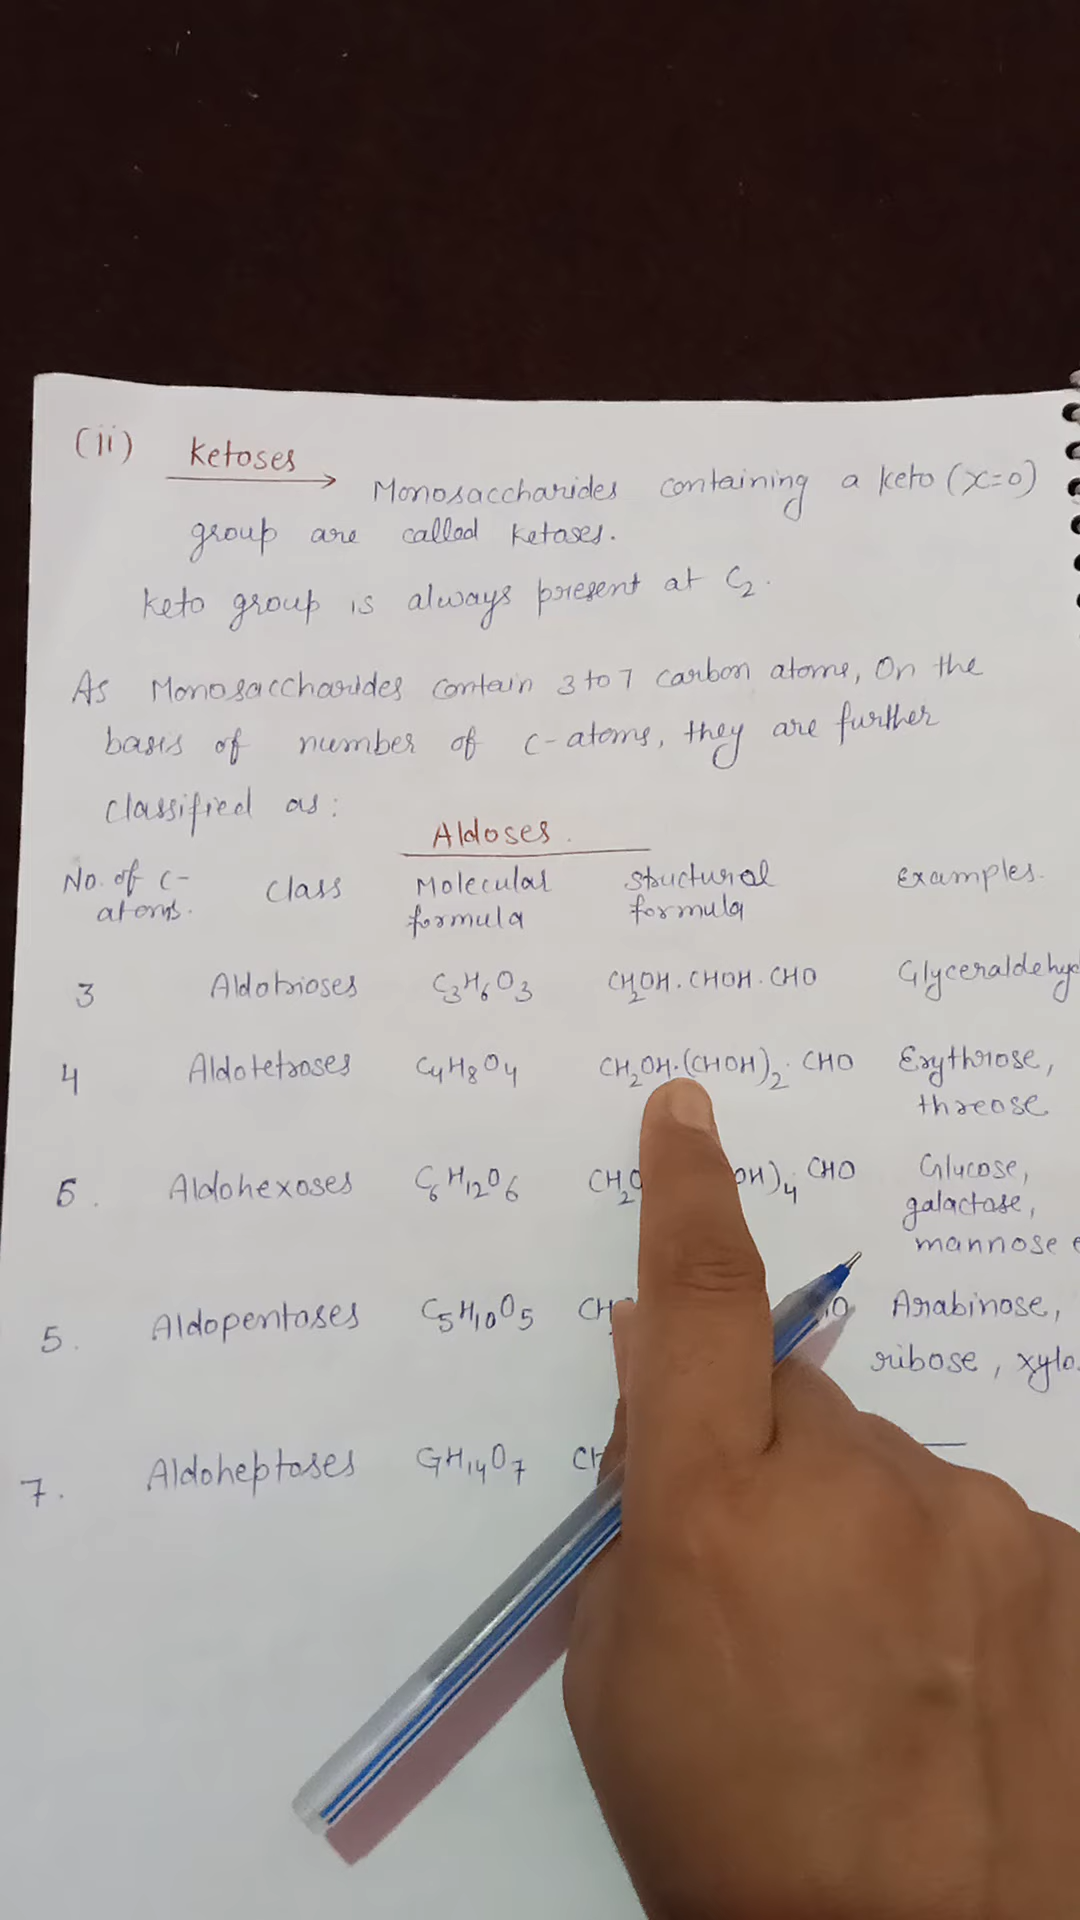 (ii) Ketoses
Monosaccharides containing a keto (>C=O)
group are called Ketoses.
Keto group is always present at C₂.
As Monosaccharides contain 3 to 7 carbon atoms, On the
basis of number of C-atoms, they are further
classified as:
Aldoses.
No. of C-atoms. Class Molecular formula Structural formula Examples.
3 Aldotrioses C₃H₆O₃ CH₂OH.CHOH.CHO Glyceraldehyd
4 Aldotetroses C₄H₈O₄ CH₂OH.(CHOH)₂.CHO Erythrose,
threose
6. Aldohexoses C₆H₁₂O₆ CH₂O OH)₄ CHO Glucose,
galactose,
mannose e
5. Aldopentoses C₅H₁₀O₅ CH Arabinose,
ribose, xylo
7. Aldoheptoses C₇H₁₄O₇ CH